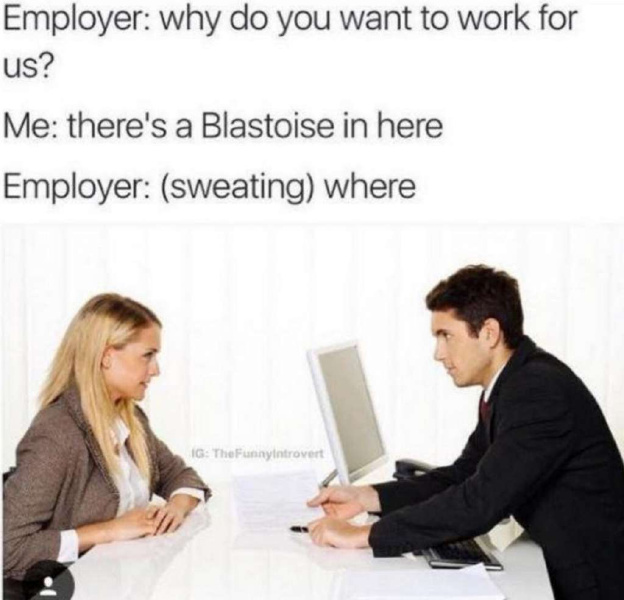 Employer: why do you want to work for
us?
Me: there's a Blastoise in here
Employer: (sweating) where
IG: TheFunnyIntrovert